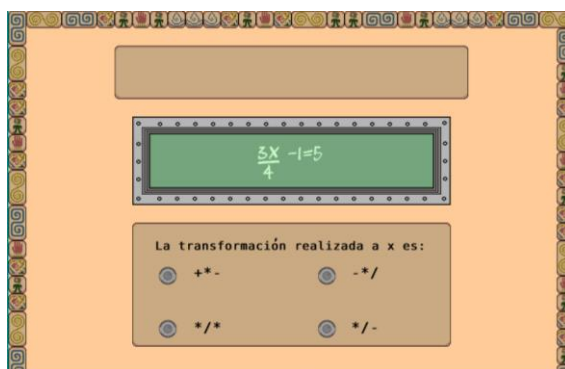 3X/4 -1=5
La transformación realizada a x es:
+*-
-*/
*/*
*/-